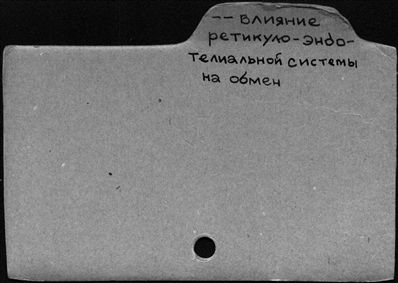 -- Влияние
ретикуло-эндо-
телиальной системы
на обмен